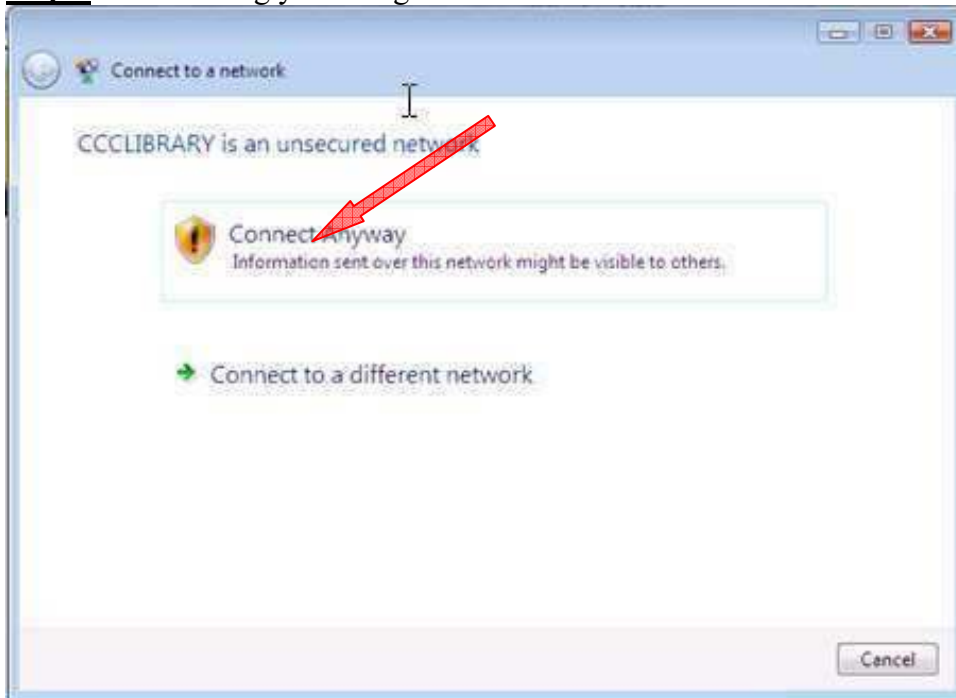 Connect to a network
CCCLIBRARY is an unsecured network
Connect Anyway
Information sent over this network might be visible to others.
Connect to a different network
Cancel